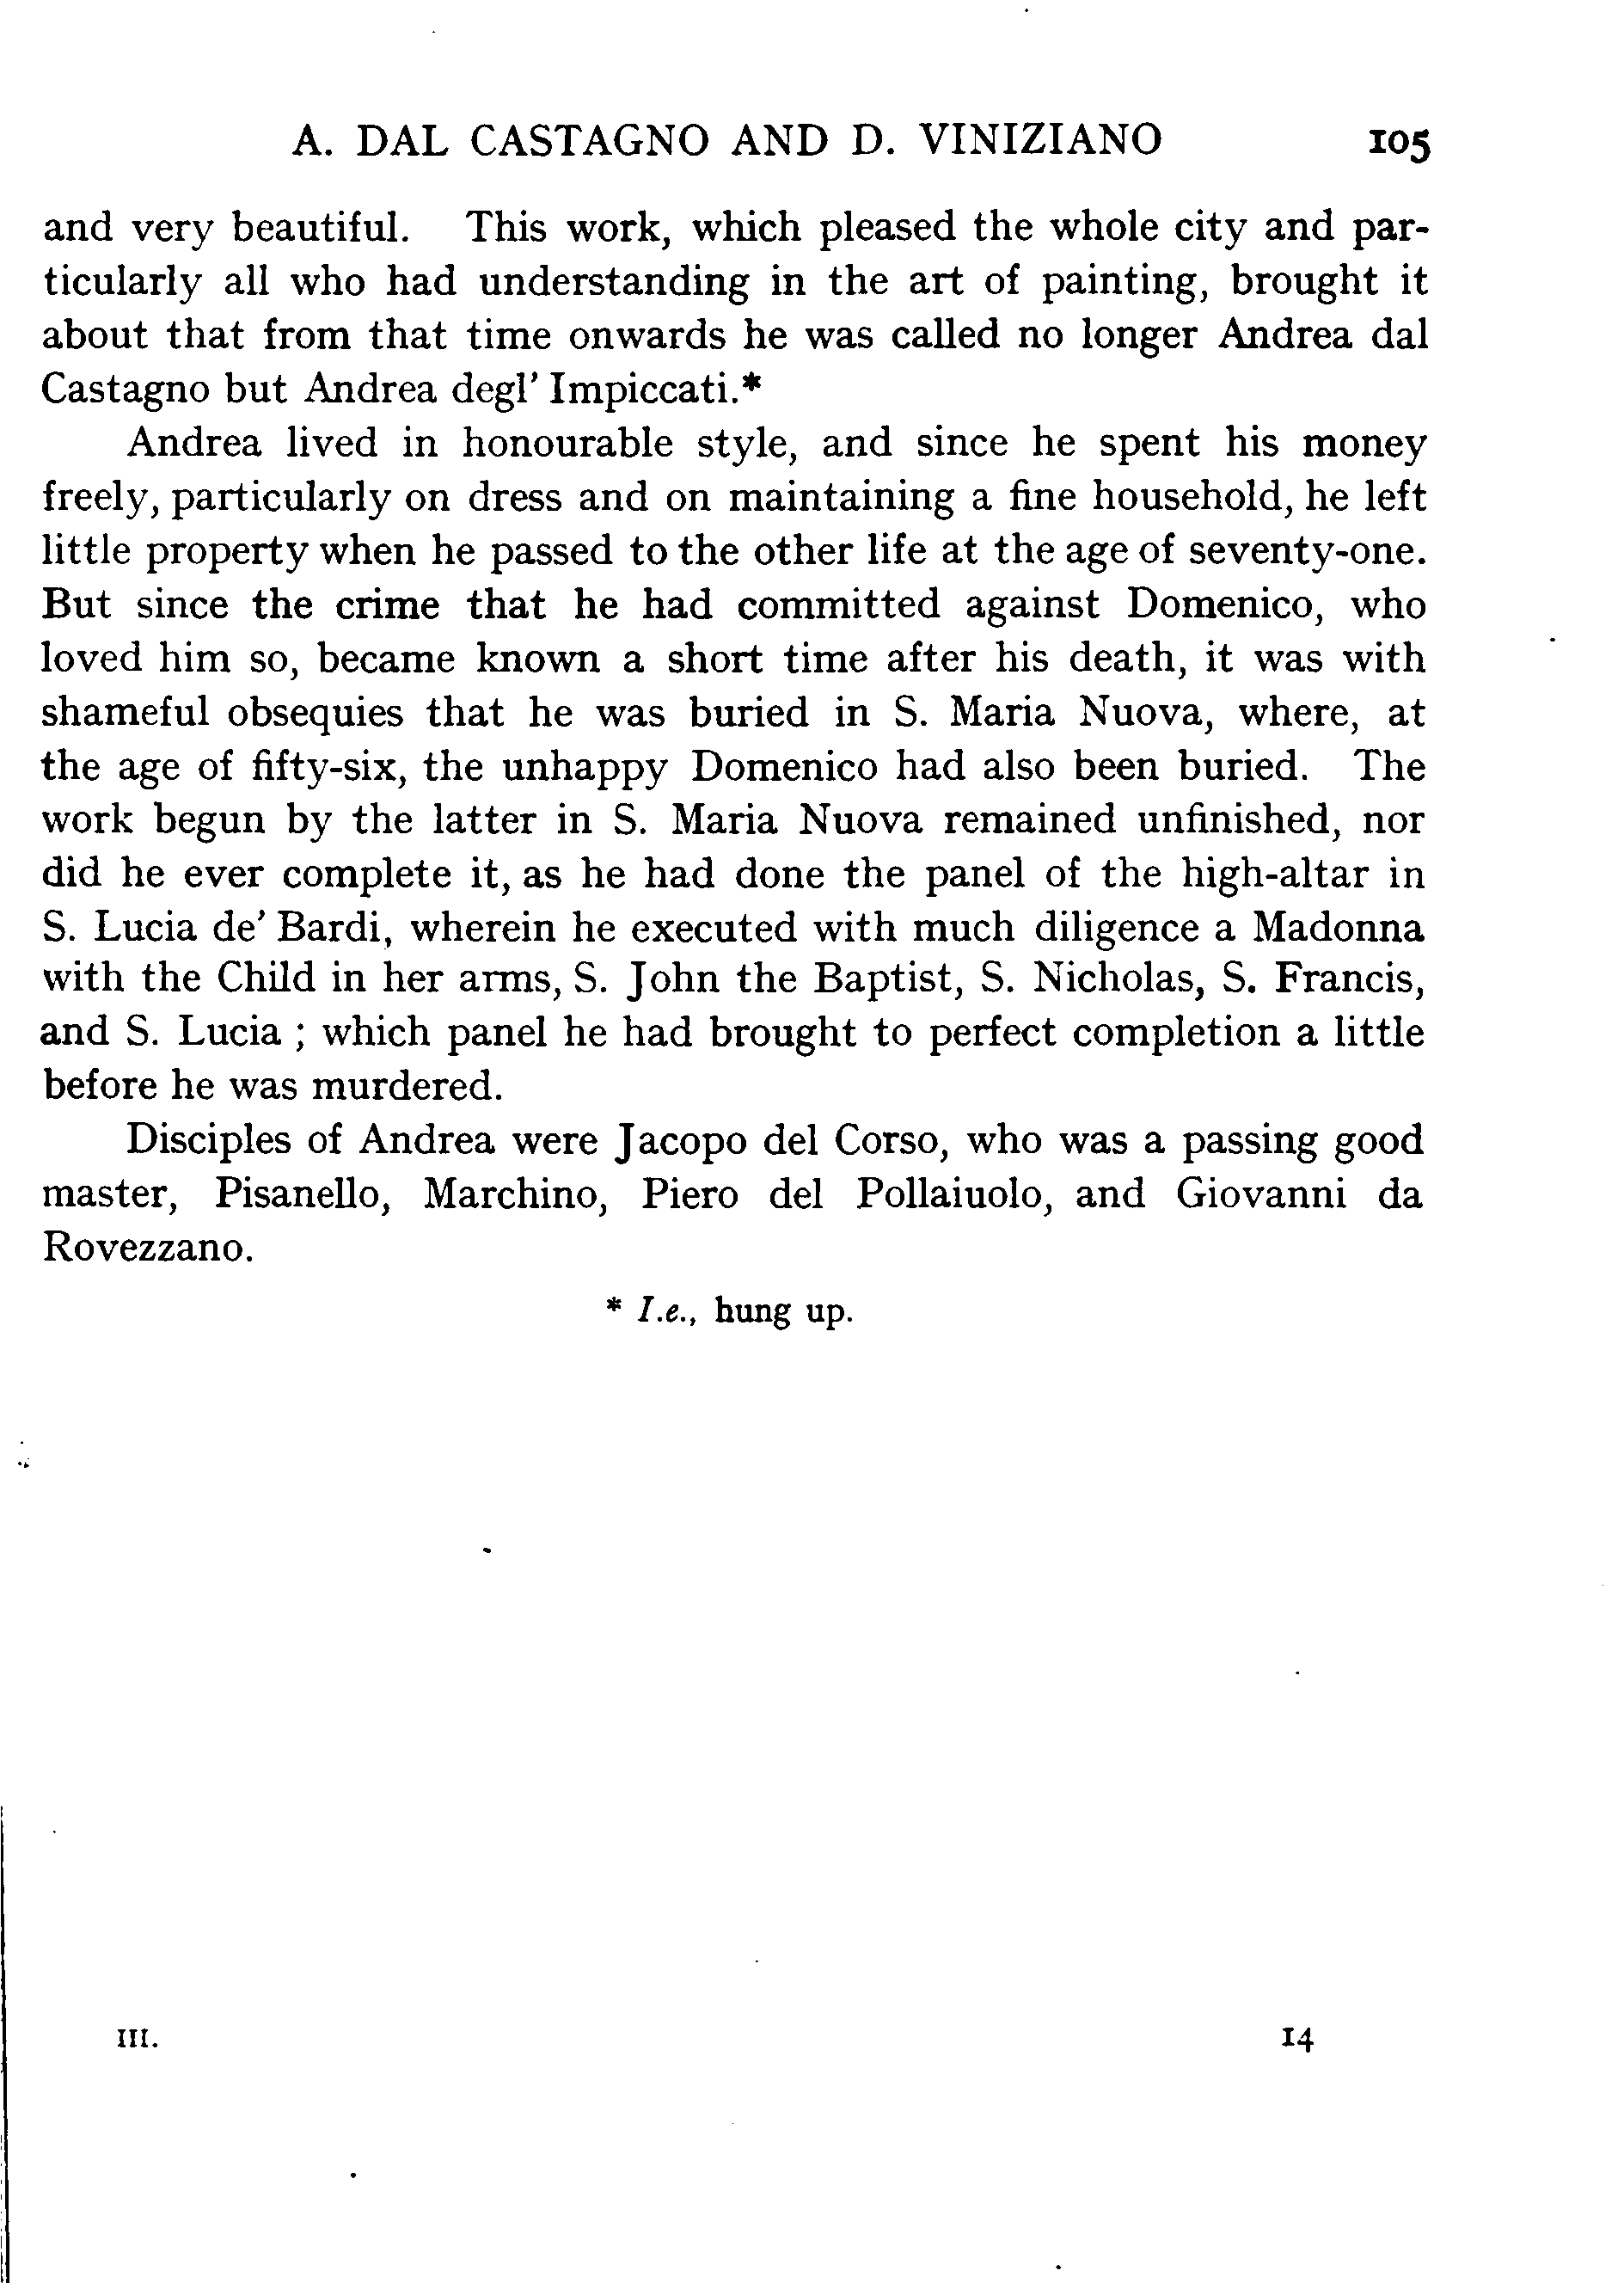 A. DAL CASTAGNO AND D. VINIZIANO 105
and very beautiful. This work, which pleased the whole city and par-
ticularly all who had understanding in the art of painting, brought it
about that from that time onwards he was called no longer Andrea dal
Castagno but Andrea degl' Impiccati.*
Andrea lived in honourable style, and since he spent his money
freely, particularly on dress and on maintaining a fine household, he left
little property when he passed to the other life at the age of seventy-one.
But since the crime that he had committed against Domenico, who
loved him so, became known a short time after his death, it was with
shameful obsequies that he was buried in S. Maria Nuova, where, at
the age of fifty-six, the unhappy Domenico had also been buried. The
work begun by the latter in S. Maria Nuova remained unfinished, nor
did he ever complete it, as he had done the panel of the high-altar in
S. Lucia de' Bardi, wherein he executed with much diligence a Madonna
with the Child in her arms, S. John the Baptist, S. Nicholas, S. Francis,
and S. Lucia ; which panel he had brought to perfect completion a little
before he was murdered.
Disciples of Andrea were Jacopo del Corso, who was a passing good
master, Pisanello, Marchino, Piero del Pollaiuolo, and Giovanni da
Rovezzano.
* I.e., hung up.
III. 14